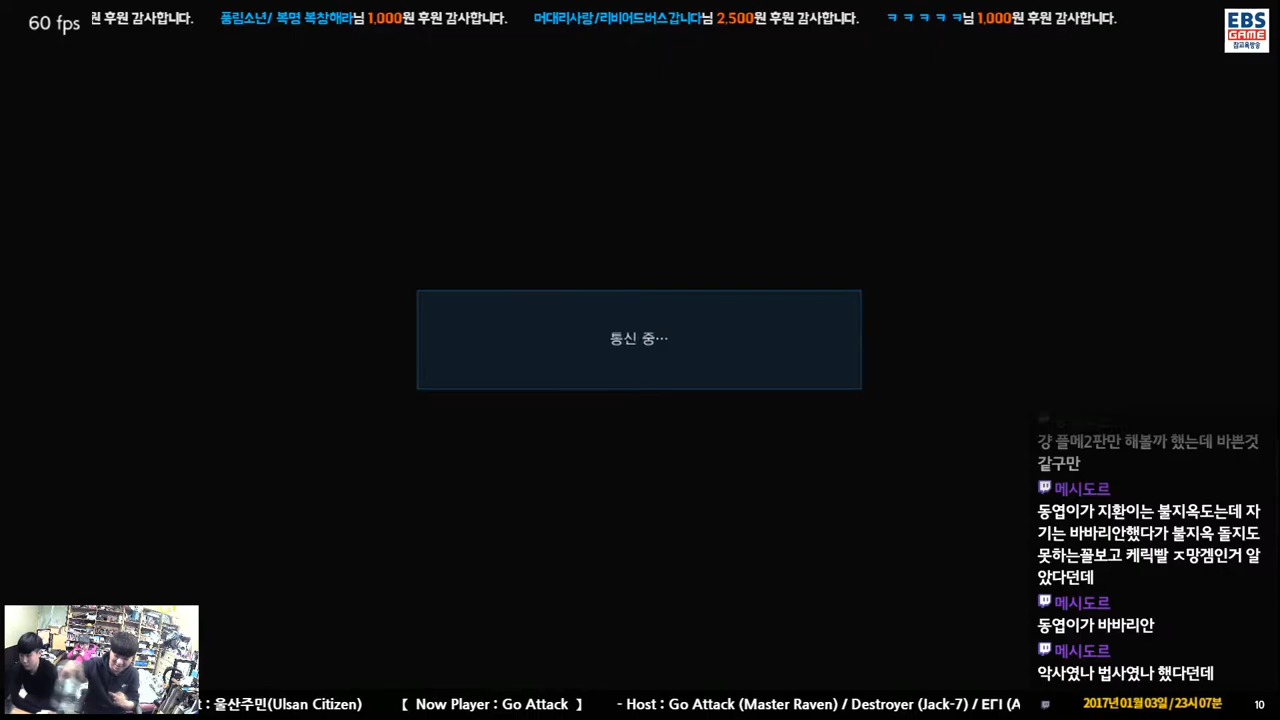 60 fps
원 후원 감사합니다. 폴림소년/ 복명 복창해라님 1,000원 후원 감사합니다. 머대리사람/리비어드버스갑니다님 2,500원 후원 감사합니다. ㅋ ㅋ ㅋ ㅋ ㅋ님 1,000원 후원 감사합니다.
EBS
GAME
참교육방송
통신 중…
걍 플메2판만 해볼까 했는데 바쁜것
같구만
메시도르
동엽이가 지환이는 불지옥도는데 자
기는 바바리안했다가 불지옥 돌지도
못하는꼴보고 케릭빨 ㅈ망겜인거 알
았다던데
메시도르
동엽이가 바바리안
메시도르
악사였나 법사였나 했다던데
t : 울산주민(Ulsan Citizen) 【 Now Player : Go Attack 】 - Host : Go Attack (Master Raven) / Destroyer (Jack-7) / ЕГI (A
2017년 01월 03일 / 23시 07분
10